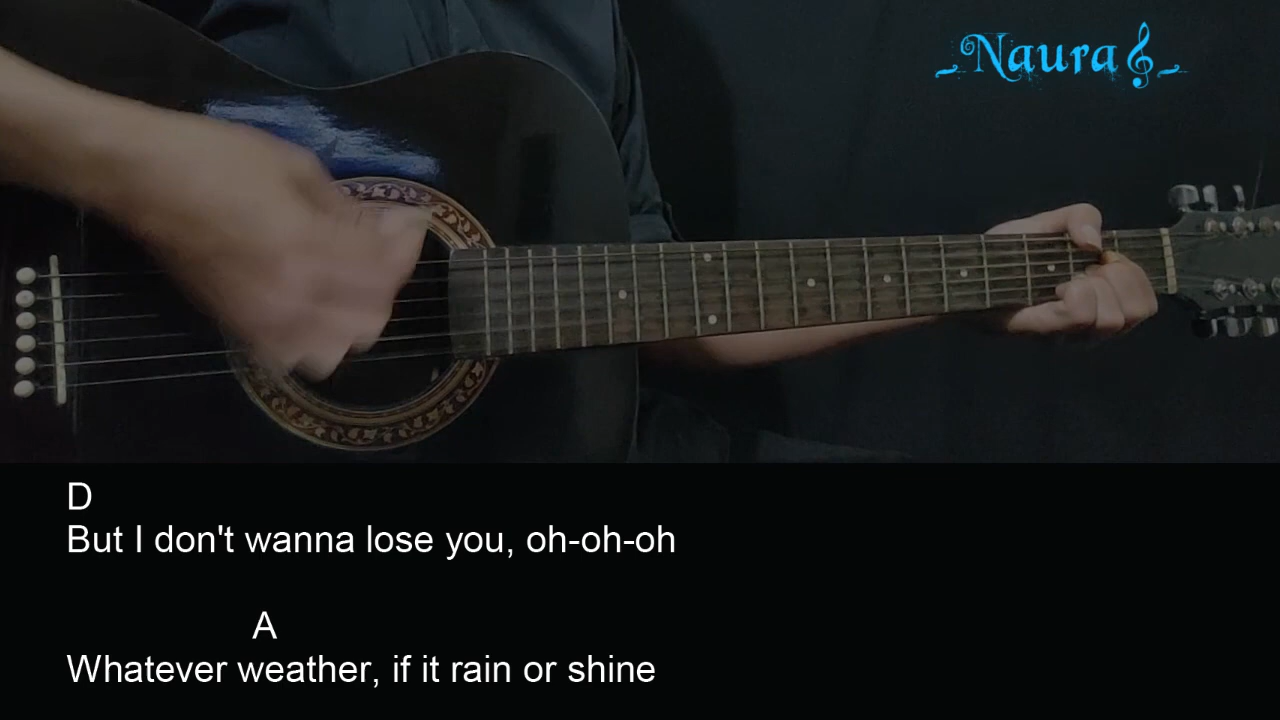 Naura
D
But I don't wanna lose you, oh-oh-oh
A
Whatever weather, if it rain or shine